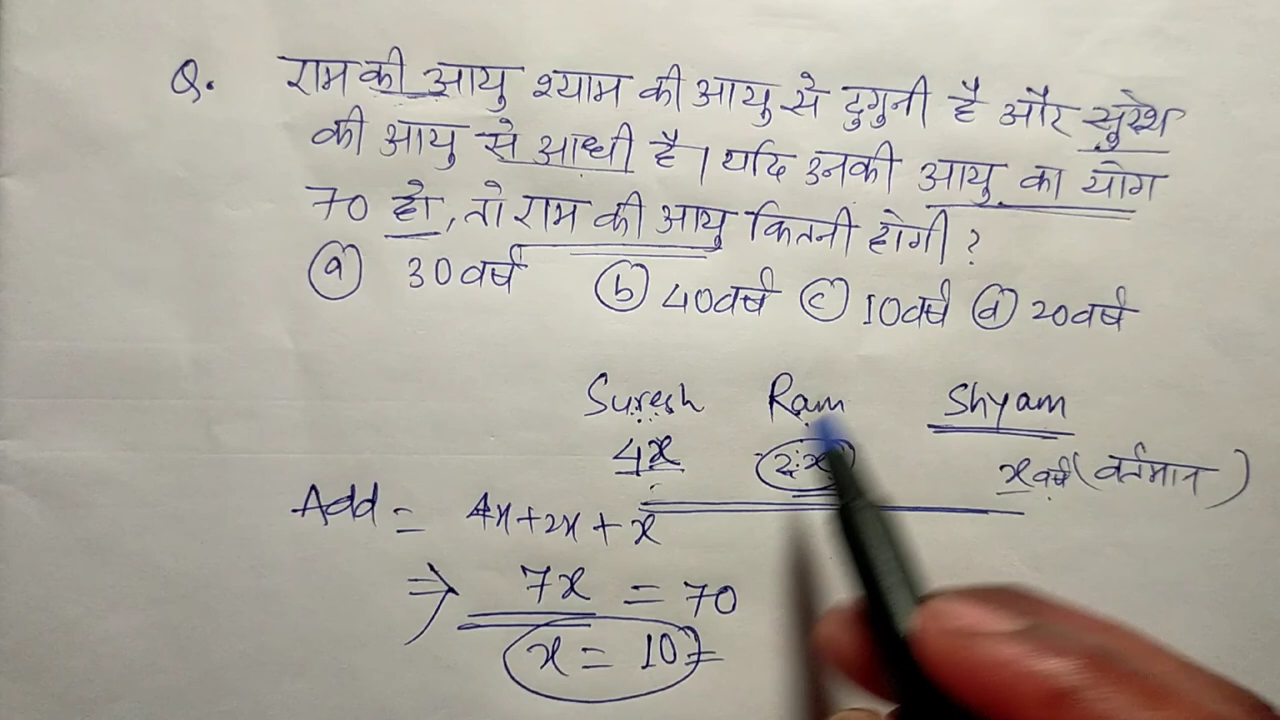 Q. राम की आयु श्याम की आयु से दुगुनी है और सुरेश
की आयु से आधी है। यदि उनकी आयु का योग
70 हो, तो राम की आयु कितनी होगी ?
(a) 30 वर्ष (b) 40 वर्ष (c) 10 वर्ष (d) 20 वर्ष
Suresh Ram Shyam
4x 2x x वर्ष (वर्तमान)
Add = 4x+2x+x
⇒ 7x = 70
x = 10